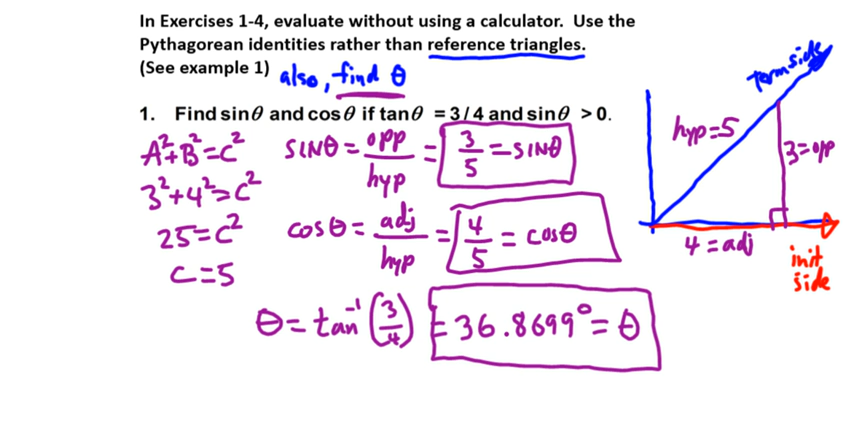 In Exercises 1-4, evaluate without using a calculator. Use the
Pythagorean identities rather than reference triangles.
(See example 1) also, find θ
1. Find sinθ and cosθ if tanθ = 3/4 and sinθ > 0.
A²+B²=C²
3²+4²=C²
25=C²
C=5
SINθ = opp/hyp = 3/5 = SINθ
cosθ = adj/hyp = 4/5 = cosθ
θ = tan⁻¹(3/4) = 36.8699° = θ
term side
hyp=5
3=opp
4=adj
init
side